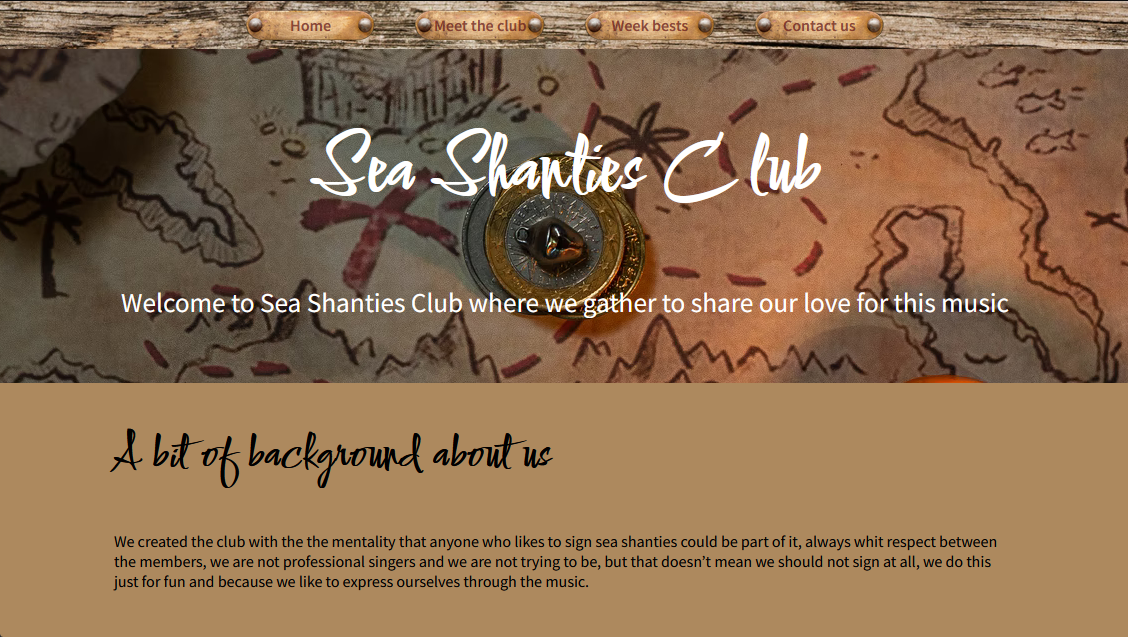 Home Meet the club Week bests Contact us
Sea Shanties Club
Welcome to Sea Shanties Club where we gather to share our love for this music
A bit of background about us
We created the club with the the mentality that anyone who likes to sign sea shanties could be part of it, always whit respect between
the members, we are not professional singers and we are not trying to be, but that doesn’t mean we should not sign at all, we do this
just for fun and because we like to express ourselves through the music.